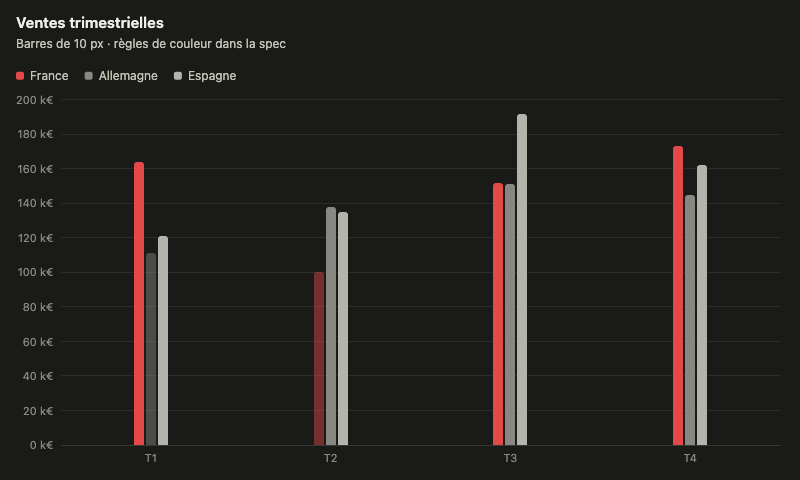 Ventes trimestrielles
Barres de 10 px · règles de couleur dans la spec
France Allemagne Espagne
200 k€
180 k€
160 k€
140 k€
120 k€
100 k€
80 k€
60 k€
40 k€
20 k€
0 k€
T1 T2 T3 T4